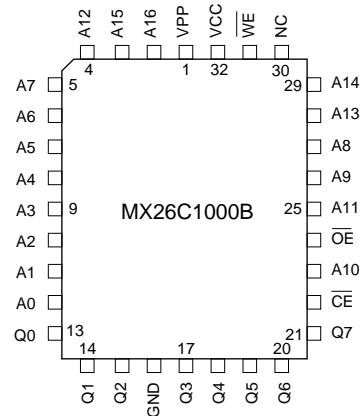 A12 A15 A16 VPP VCC WE NC
4 1 32 30
A7 5 29 A14
A6 A13
A5 A8
A4 A9
A3 9 MX26C1000B 25 A11
A2 OE
A1 A10
A0 CE
Q0 13 21 Q7
14 17 20
Q1 Q2 GND Q3 Q4 Q5 Q6